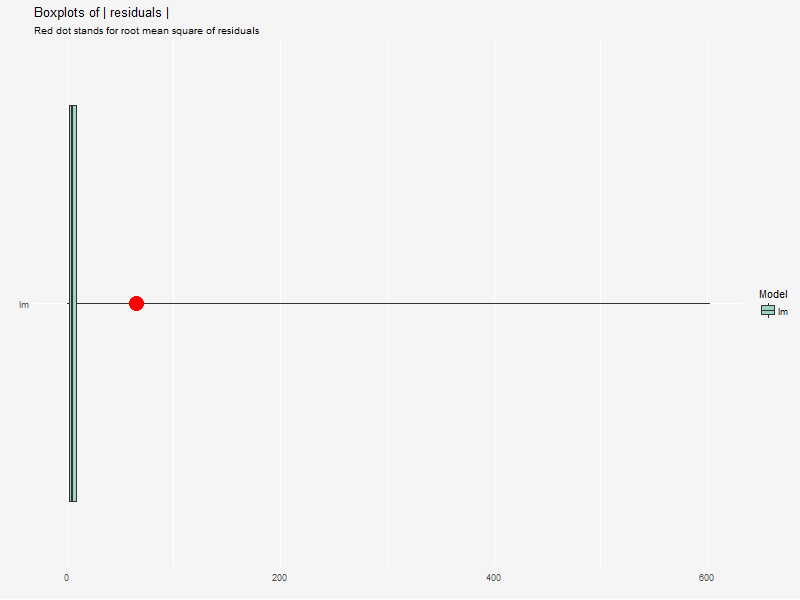 Boxplots of | residuals |
Red dot stands for root mean square of residuals
lm
Model
lm
0
200
400
600